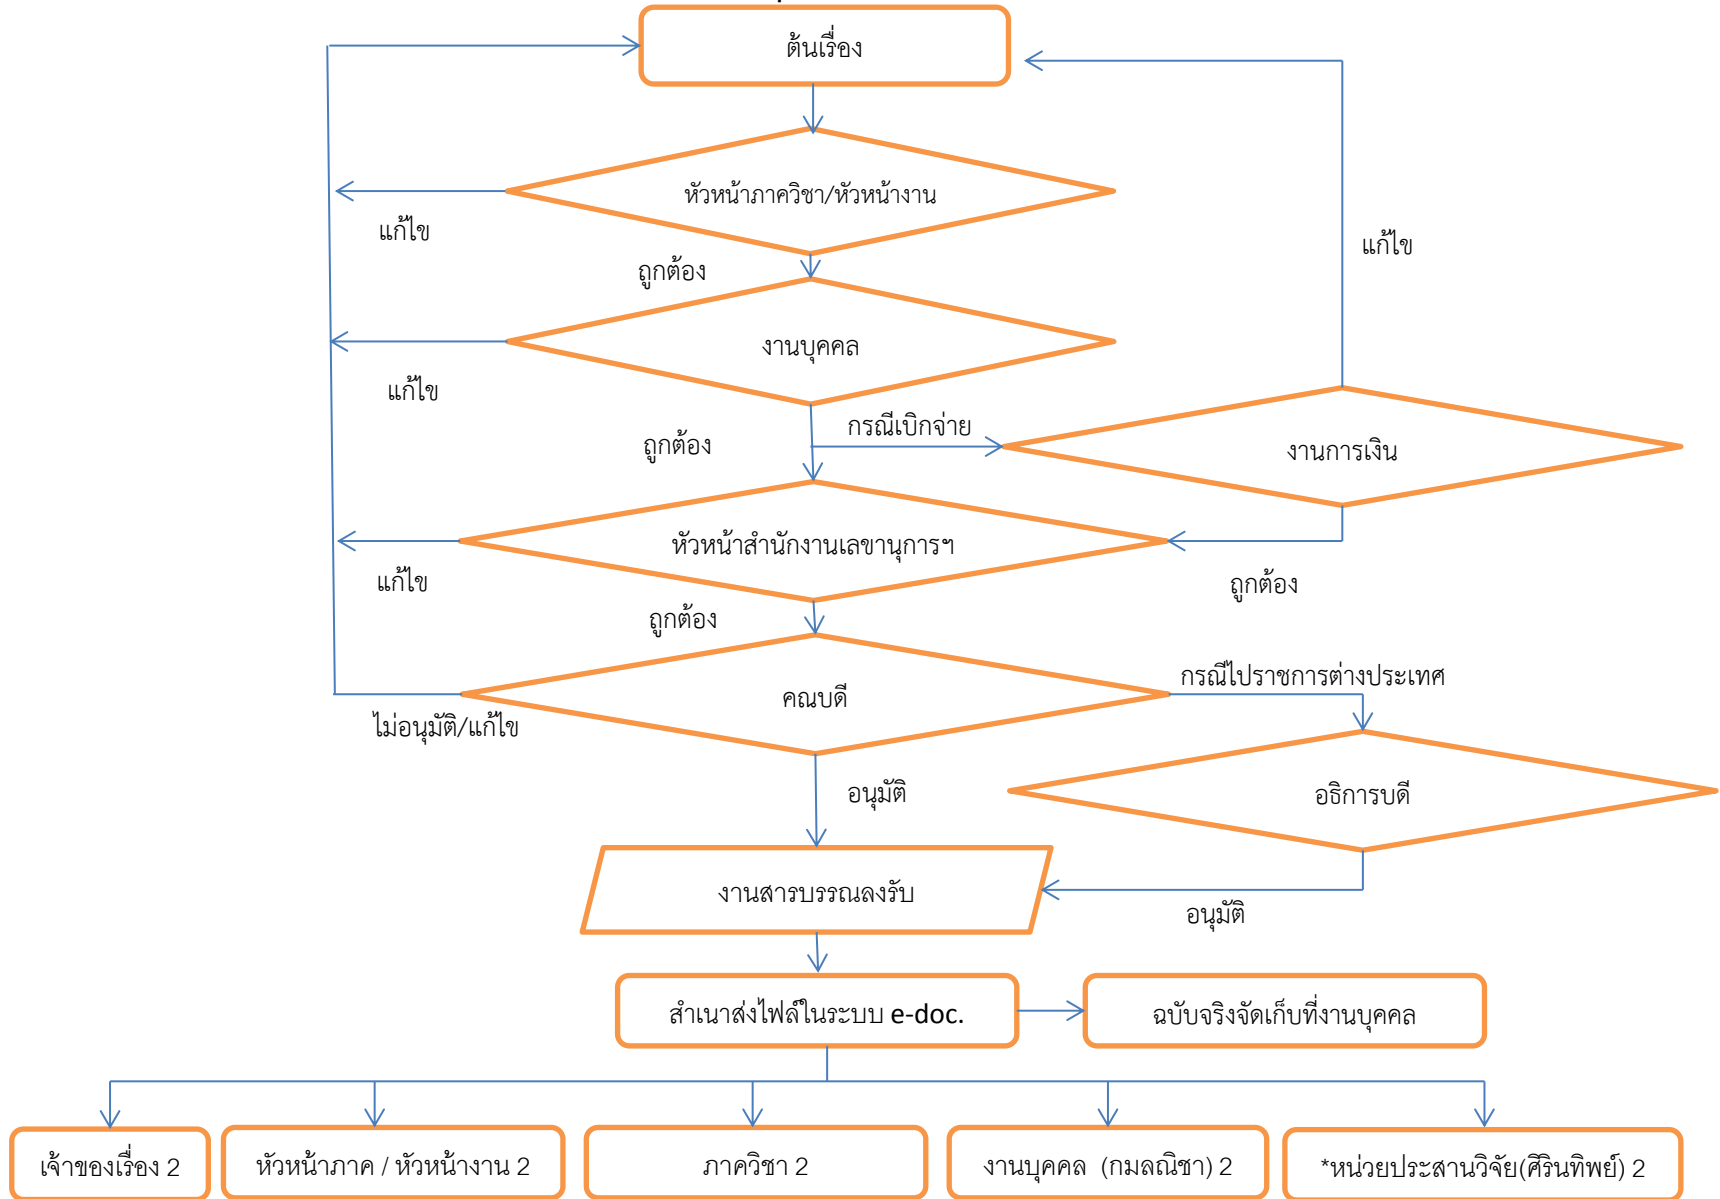 ต้นเรื่อง
หัวหน้าภาควิชา/หัวหน้างาน
แก้ไข
แก้ไข
ถูกต้อง
งานบุคคล
แก้ไข
กรณีเบิกจ่าย
ถูกต้อง
งานการเงิน
หัวหน้าสำนักงานเลขานุการฯ
แก้ไข
ถูกต้อง
ถูกต้อง
กรณีไปราชการต่างประเทศ
คณบดี
ไม่อนุมัติ/แก้ไข
อนุมัติ
อธิการบดี
งานสารบรรณลงรับ
อนุมัติ
สำเนาส่งไฟล์ในระบบ e-doc.
ฉบับจริงจัดเก็บที่งานบุคคล
เจ้าของเรื่อง 2
หัวหน้าภาค / หัวหน้างาน 2
ภาควิชา 2
งานบุคคล (กมลณิชา) 2
*หน่วยประสานวิจัย(ศิรินทิพย์) 2